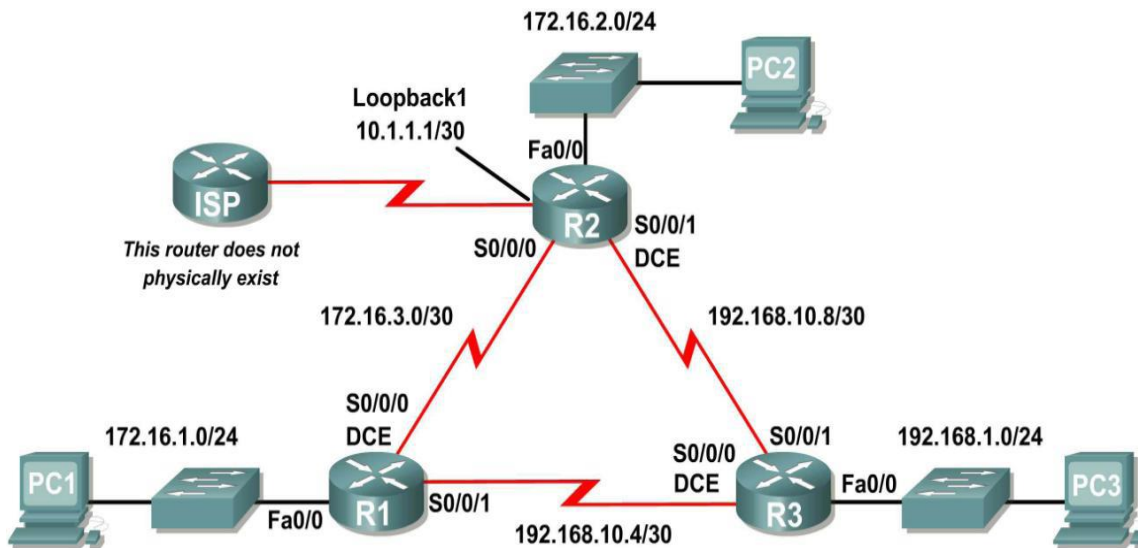 172.16.2.0/24
PC2
Loopback1
10.1.1.1/30
Fa0/0
ISP
R2
This router does not
physically exist
S0/0/0
S0/0/1
DCE
172.16.3.0/30
192.168.10.8/30
S0/0/0
DCE
172.16.1.0/24
PC1
Fa0/0
R1
S0/0/1
192.168.10.4/30
S0/0/0
DCE
S0/0/1
R3
Fa0/0
192.168.1.0/24
PC3